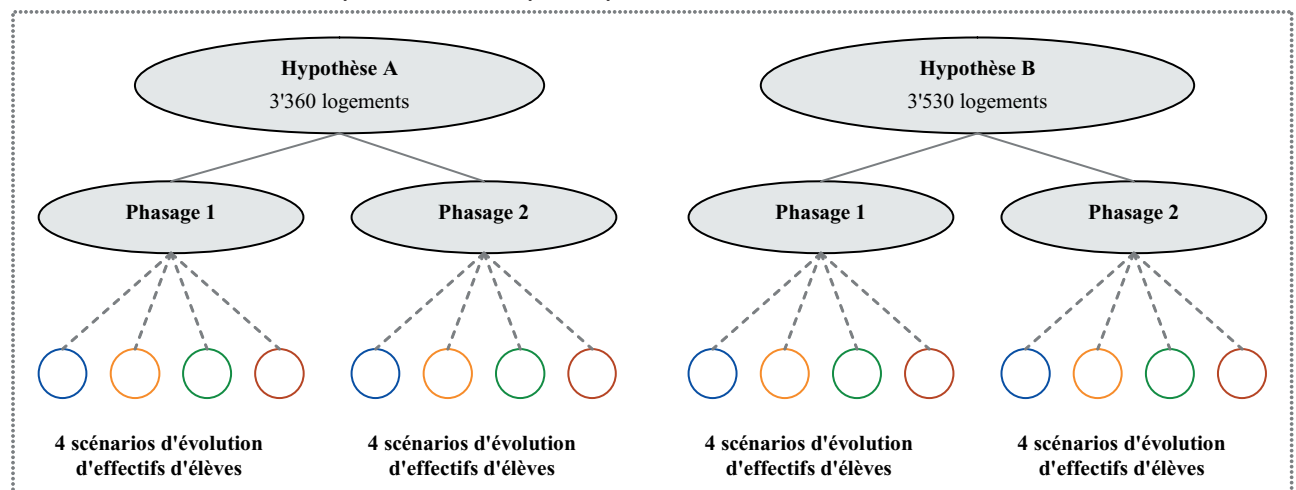 Hypothèse A
3'360 logements
Hypothèse B
3'530 logements
Phasage 1
Phasage 2
Phasage 1
Phasage 2
4 scénarios d'évolution
d'effectifs d'élèves
4 scénarios d'évolution
d'effectifs d'élèves
4 scénarios d'évolution
d'effectifs d'élèves
4 scénarios d'évolution
d'effectifs d'élèves